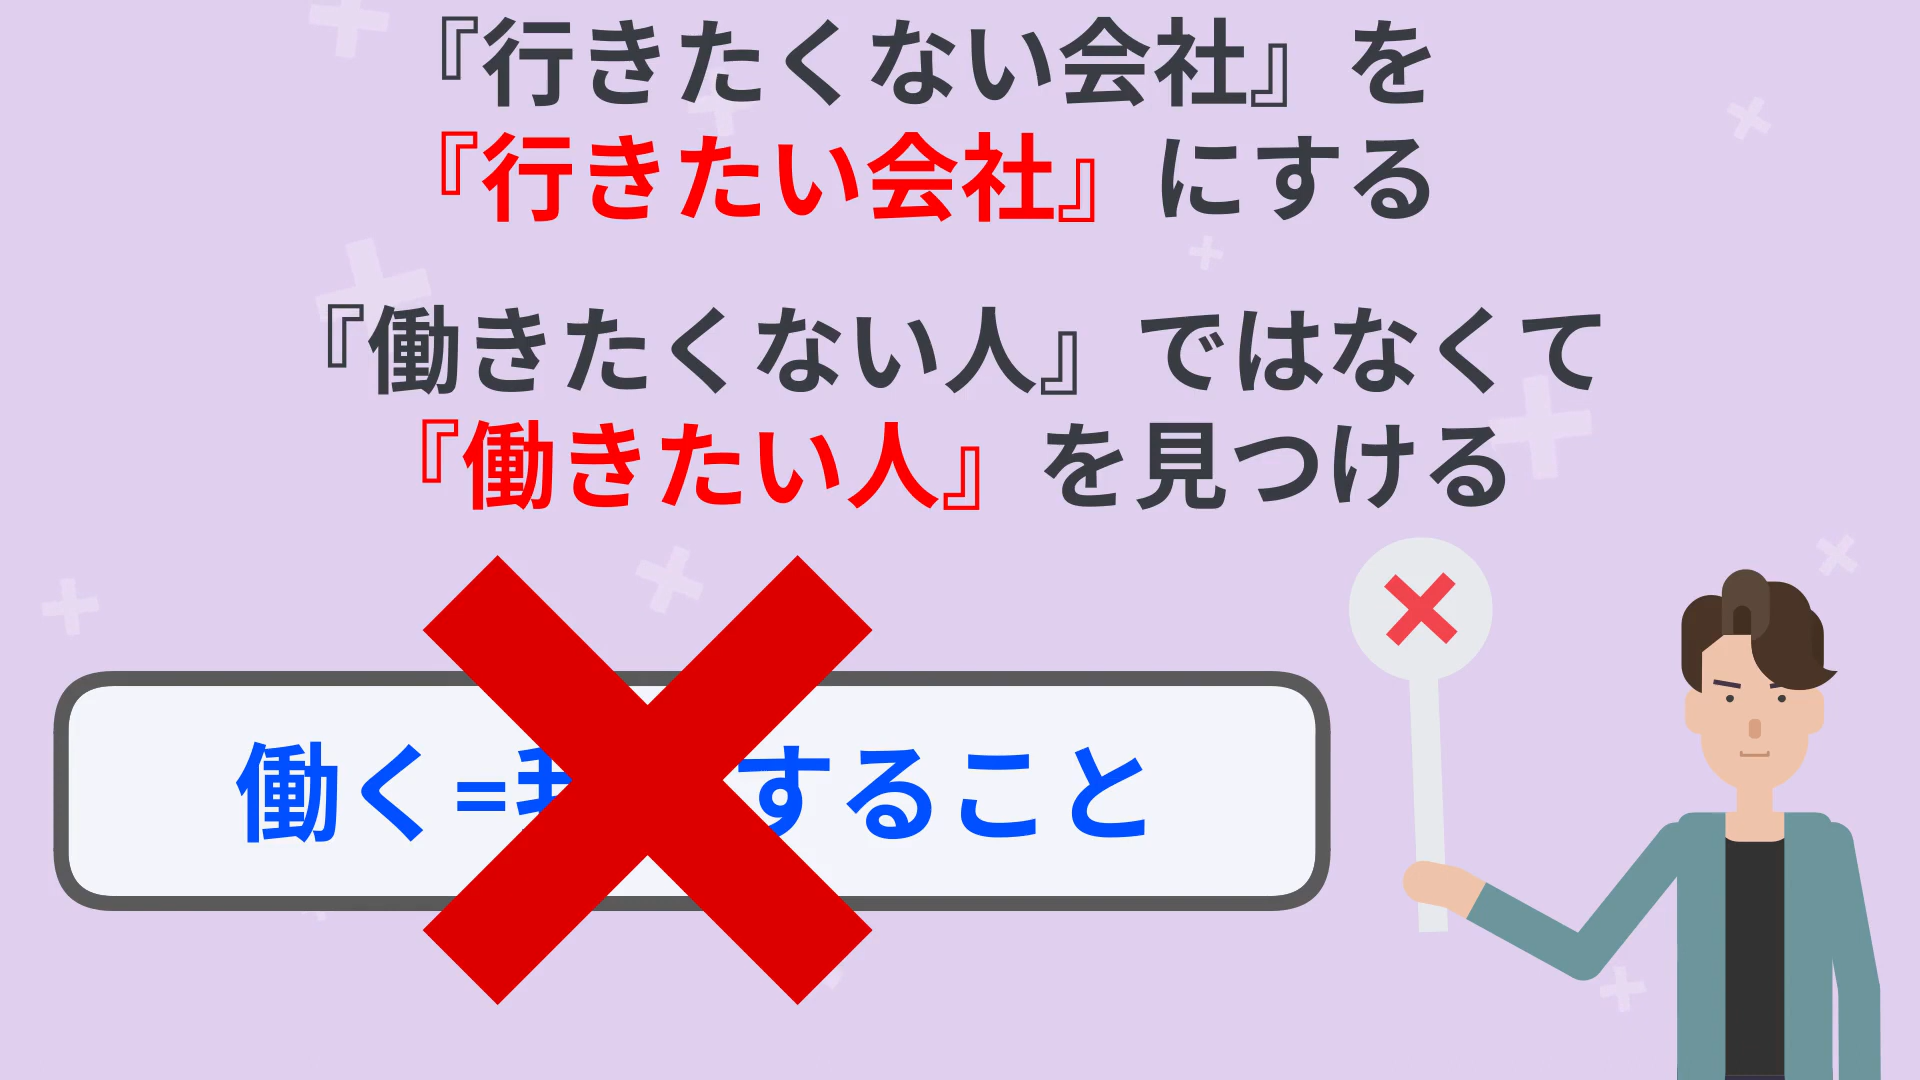 『行きたくない会社』を
『行きたい会社』にする
『働きたくない人』ではなくて
『働きたい人』を見つける
働く=すること